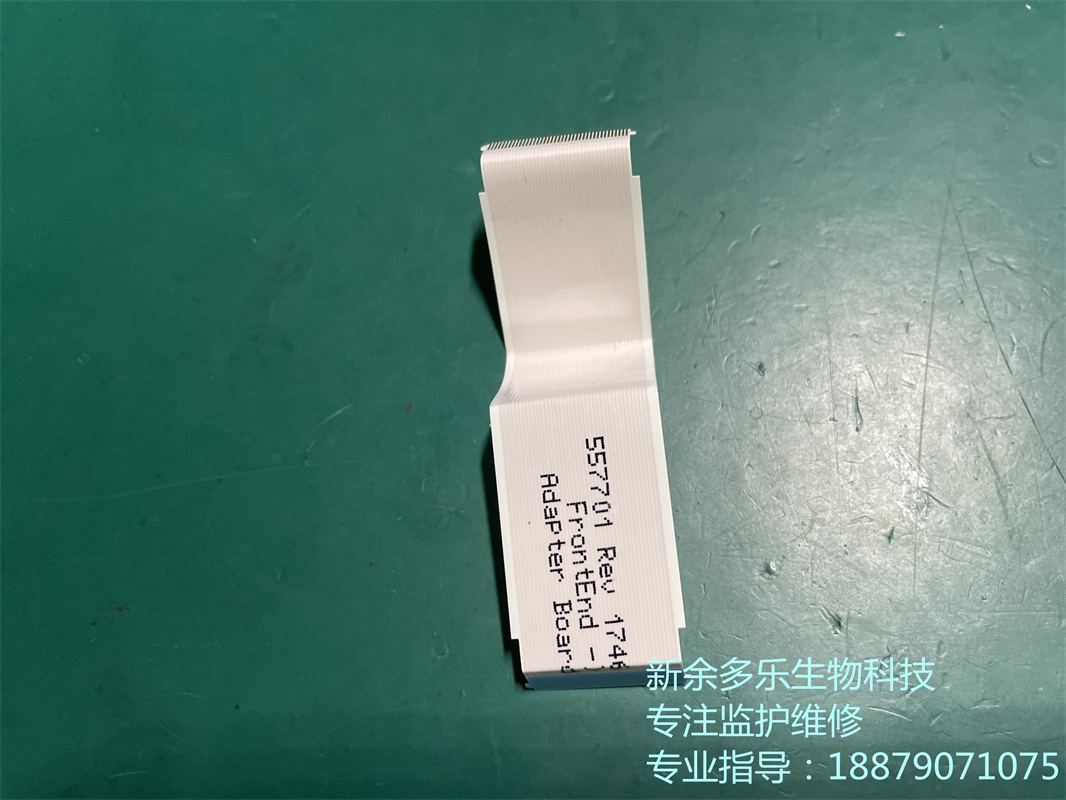 557701 Rev 1746
FrontEnd -
Adapter Board
新余多乐生物科技
专注监护维修
专业指导：18879071075